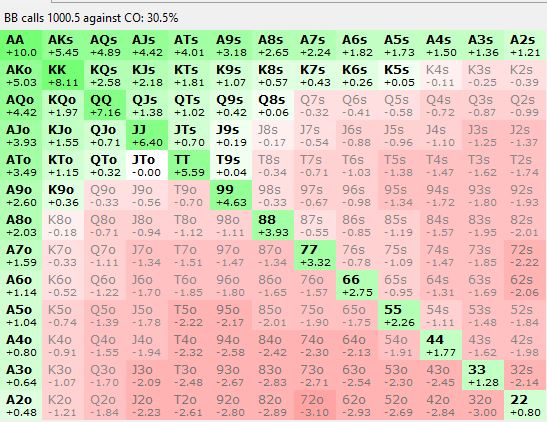 BB calls 1000.5 against CO: 30.5%
AA AKs AQs AJs ATs A9s A8s A7s A6s A5s A4s A3s A2s
+10.0 +5.45 +4.89 +4.42 +4.01 +3.18 +2.65 +2.24 +1.82 +1.73 +1.50 +1.36 +1.21
AKo KK KQs KJs KTs K9s K8s K7s K6s K5s K4s K3s K2s
+5.03 +8.11 +2.58 +2.18 +1.81 +1.07 +0.57 +0.43 +0.26 +0.05 -0.11 -0.25 -0.39
AQo KQo QQ QJs QTs Q9s Q8s Q7s Q6s Q5s Q4s Q3s Q2s
+4.42 +1.97 +7.16 +1.38 +1.02 +0.42 +0.06 -0.32 -0.41 -0.58 -0.72 -0.87 -0.99
AJo KJo QJo JJ JTs J9s J8s J7s J6s J5s J4s J3s J2s
+3.93 +1.55 +0.71 +6.40 +0.70 +0.19 -0.17 -0.54 -0.88 -0.96 -1.10 -1.25 -1.37
ATo KTo QTo JTo TT T9s T8s T7s T6s T5s T4s T3s T2s
+3.49 +1.15 +0.32 -0.00 +5.59 +0.04 -0.34 -0.71 -1.03 -1.38 -1.47 -1.62 -1.74
A9o K9o Q9o J9o T9o 99 98s 97s 96s 95s 94s 93s 92s
+2.60 +0.36 -0.33 -0.56 -0.70 +4.63 -0.33 -0.67 -0.98 -1.34 -1.72 -1.80 -1.93
A8o K8o Q8o J8o T8o 98o 88 87s 86s 85s 84s 83s 82s
+2.03 -0.18 -0.71 -0.94 -1.12 -1.11 +3.93 -0.55 -0.85 -1.19 -1.57 -1.95 -2.01
A7o K7o Q7o J7o T7o 97o 87o 77 76s 75s 74s 73s 72s
+1.59 -0.33 -1.11 -1.34 -1.51 -1.47 -1.34 +3.32 -0.78 -1.09 -1.47 -1.85 -2.22
A6o K6o Q6o J6o T6o 96o 86o 76o 66 65s 64s 63s 62s
+1.14 -0.52 -1.22 -1.70 -1.85 -1.80 -1.65 -1.57 +2.75 -0.95 -1.31 -1.69 -2.06
A5o K5o Q5o J5o T5o 95o 85o 75o 65o 55 54s 53s 52s
+1.04 -0.74 -1.39 -1.78 -2.22 -2.17 -2.01 -1.90 -1.75 +2.26 -1.11 -1.48 -1.84
A4o K4o Q4o J4o T4o 94o 84o 74o 64o 54o 44 43s 42s
+0.80 -0.91 -1.55 -1.94 -2.32 -2.58 -2.42 -2.30 -2.13 -1.91 +1.77 -1.62 -1.98
A3o K3o Q3o J3o T3o 93o 83o 73o 63o 53o 43o 33 32s
+0.64 -1.07 -1.70 -2.09 -2.48 -2.67 -2.83 -2.71 -2.54 -2.30 -2.45 +1.28 -2.14
A2o K2o Q2o J2o T2o 92o 82o 72o 62o 52o 42o 32o 22
+0.48 -1.21 -1.84 -2.23 -2.61 -2.80 -2.89 -3.10 -2.93 -2.69 -2.84 -3.00 +0.80